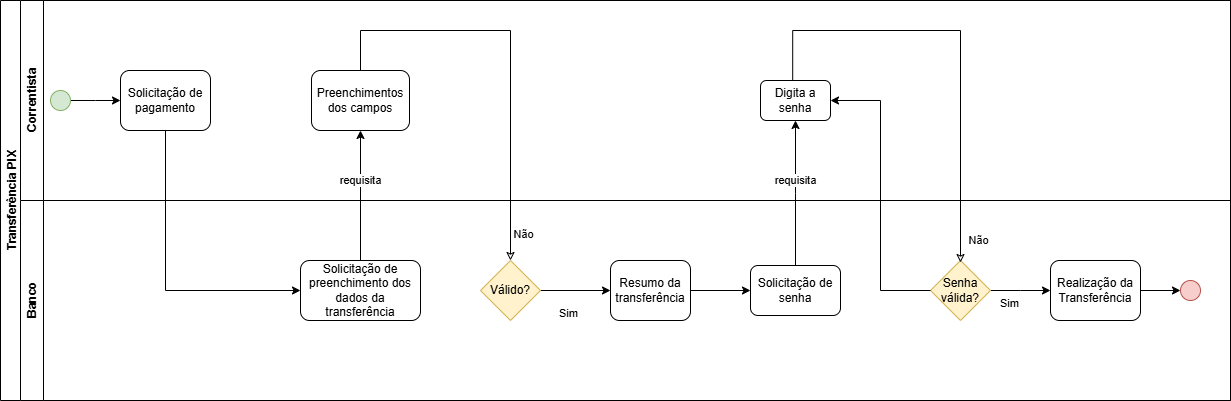 Transferência PIX
Correntista
Solicitação de
pagamento
Preenchimentos
dos campos
requisita
Digita a
senha
requisita
Banco
Solicitação de
preenchimento dos
dados da
transferência
Não
Válido?
Sim
Resumo da
transferência
Solicitação de
senha
Não
Senha
válida?
Sim
Realização da
Transferência